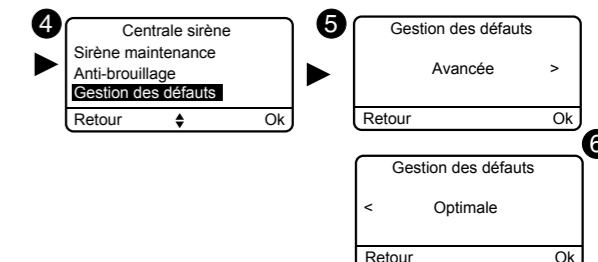 4
Centrale sirène
Sirène maintenance
Anti-brouillage
Gestion des défauts
Retour Ok
5
Gestion des défauts
Avancée >
Retour Ok
6
Gestion des défauts
< Optimale
Retour Ok